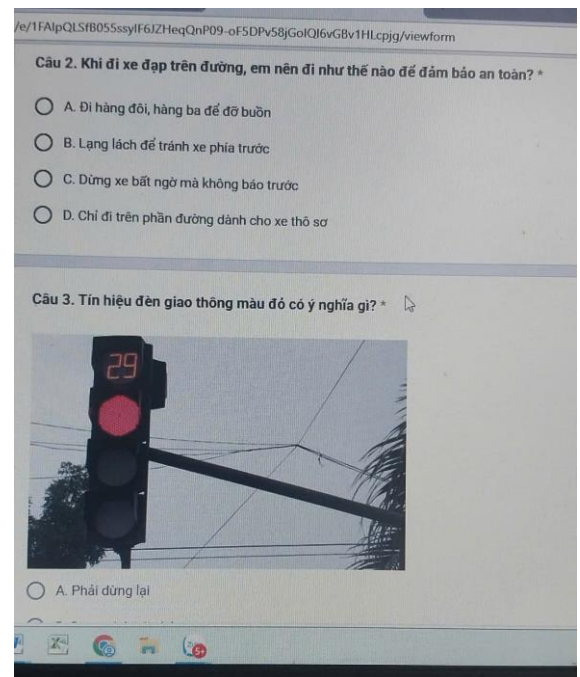 /e/1FAIpQLSfB055ssyIF6JZHeqQnP09-oF5DPv58jGolQl6vGBv1HLcpjg/viewform
Câu 2. Khi đi xe đạp trên đường, em nên đi như thế nào để đảm bảo an toàn? *
A. Đi hàng đôi, hàng ba để đỡ buồn
B. Lạng lách để tránh xe phía trước
C. Dừng xe bất ngờ mà không báo trước
D. Chỉ đi trên phần đường dành cho xe thô sơ
Câu 3. Tín hiệu đèn giao thông màu đỏ có ý nghĩa gì? *
29
A. Phải dừng lại
5+